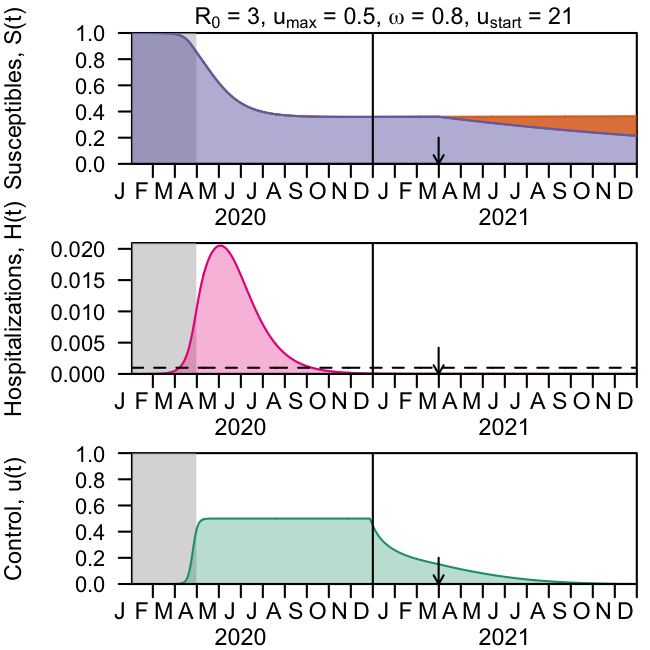 R₀ = 3, uₘₐₓ = 0.5, ω = 0.8, u_start = 21
Susceptibles, S(t)
1.0
0.8
0.6
0.4
0.2
0.0
J F M A M J J A S O N D J F M A M J J A S O N D
2020 2021
Hospitalizations, H(t)
0.020
0.015
0.010
0.005
0.000
J F M A M J J A S O N D J F M A M J J A S O N D
2020 2021
Control, u(t)
1.0
0.8
0.6
0.4
0.2
0.0
J F M A M J J A S O N D J F M A M J J A S O N D
2020 2021